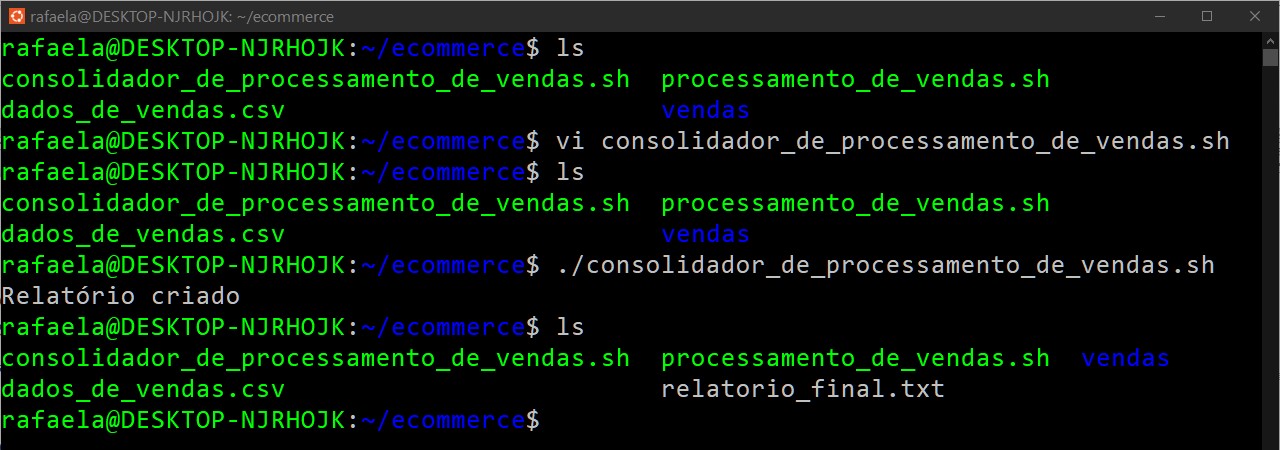 rafaela@DESKTOP-NJRHOJK: ~/ecommerce
rafaela@DESKTOP-NJRHOJK:~/ecommerce$ ls
consolidador_de_processamento_de_vendas.sh  processamento_de_vendas.sh
dados_de_vendas.csv                         vendas
rafaela@DESKTOP-NJRHOJK:~/ecommerce$ vi consolidador_de_processamento_de_vendas.sh
rafaela@DESKTOP-NJRHOJK:~/ecommerce$ ls
consolidador_de_processamento_de_vendas.sh  processamento_de_vendas.sh
dados_de_vendas.csv                         vendas
rafaela@DESKTOP-NJRHOJK:~/ecommerce$ ./consolidador_de_processamento_de_vendas.sh
Relatório criado
rafaela@DESKTOP-NJRHOJK:~/ecommerce$ ls
consolidador_de_processamento_de_vendas.sh  processamento_de_vendas.sh  vendas
dados_de_vendas.csv                         relatorio_final.txt
rafaela@DESKTOP-NJRHOJK:~/ecommerce$